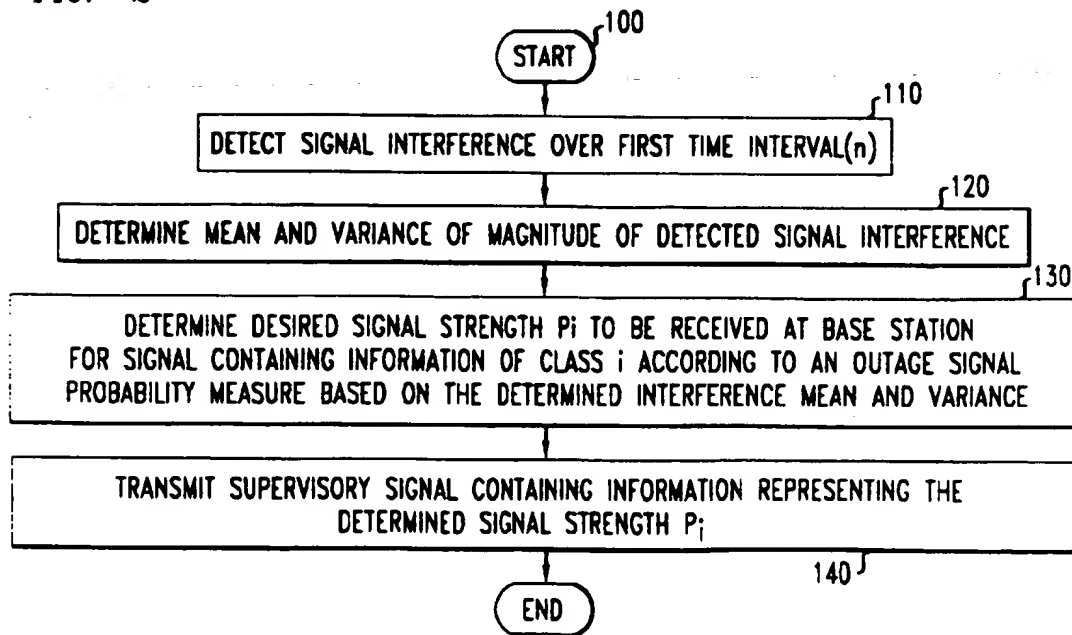 100
START
110
DETECT SIGNAL INTERFERENCE OVER FIRST TIME INTERVAL(n)
120
DETERMINE MEAN AND VARIANCE OF MAGNITUDE OF DETECTED SIGNAL INTERFERENCE
130
DETERMINE DESIRED SIGNAL STRENGTH Pi TO BE RECEIVED AT BASE STATION
FOR SIGNAL CONTAINING INFORMATION OF CLASS i ACCORDING TO AN OUTAGE SIGNAL
PROBABILITY MEASURE BASED ON THE DETERMINED INTERFERENCE MEAN AND VARIANCE
TRANSMIT SUPERVISORY SIGNAL CONTAINING INFORMATION REPRESENTING THE
DETERMINED SIGNAL STRENGTH Pi
140
END